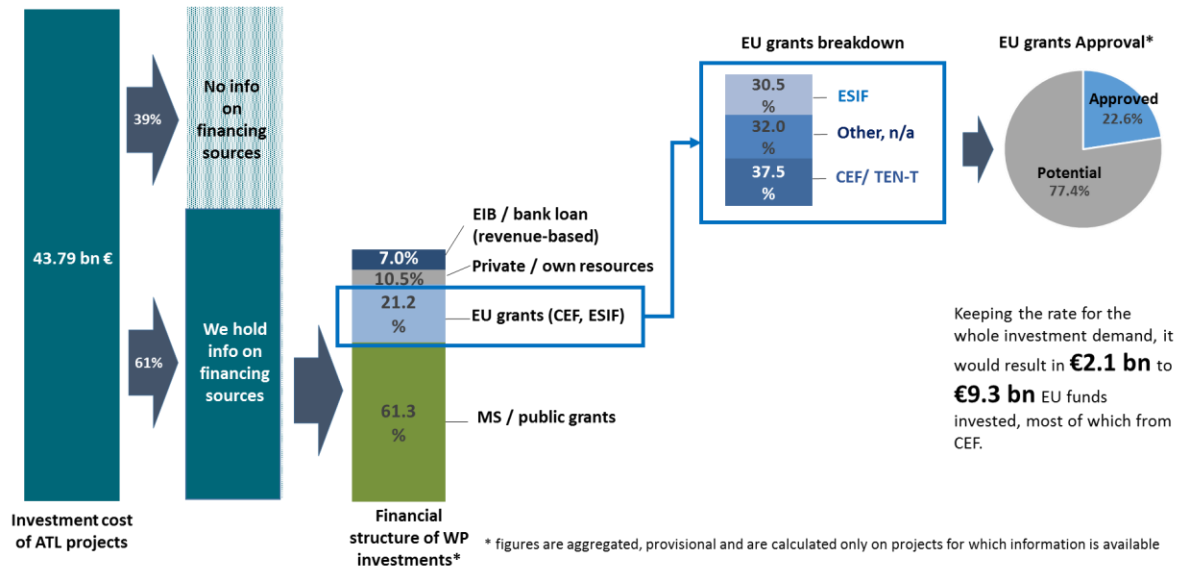 43.79 bn €
Investment cost
of ATL projects
39%
61%
No info
on
financing
sources
We hold
info on
financing
sources
7.0%
10.5%
21.2
%
61.3
%
Financial
structure of WP
investments*
EIB / bank loan
(revenue-based)
Private / own resources
EU grants (CEF, ESIF)
MS / public grants
EU grants breakdown
30.5
%
ESIF
32.0
%
Other, n/a
37.5
%
CEF/ TEN-T
EU grants Approval*
Approved
22.6%
Potential
77.4%
Keeping the rate for the
whole investment demand, it
would result in €2.1 bn to
€9.3 bn EU funds
invested, most of which from
CEF.
* figures are aggregated, provisional and are calculated only on projects for which information is available